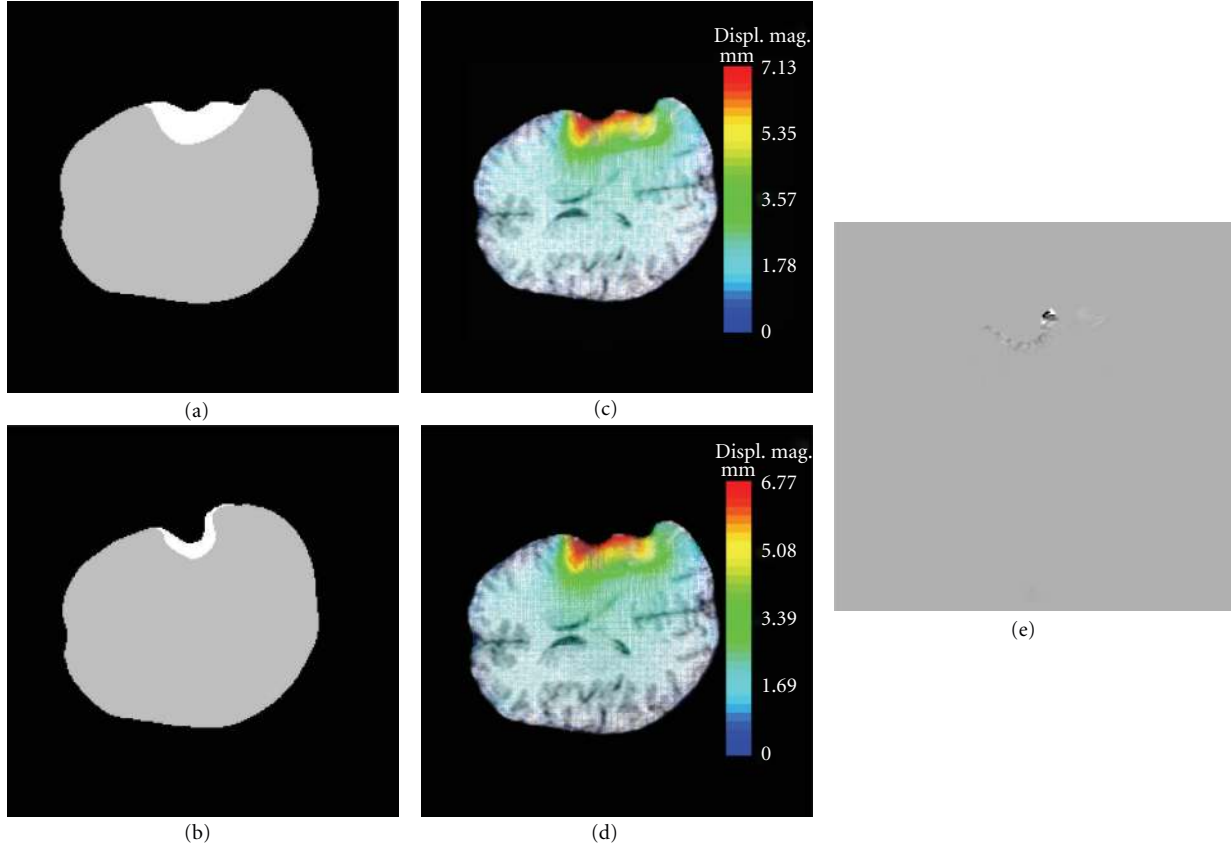 (a)
Displ. mag.
mm
7.13
5.35
3.57
1.78
0
(c)
(b)
Displ. mag.
mm
6.77
5.08
3.39
1.69
0
(d)
(e)